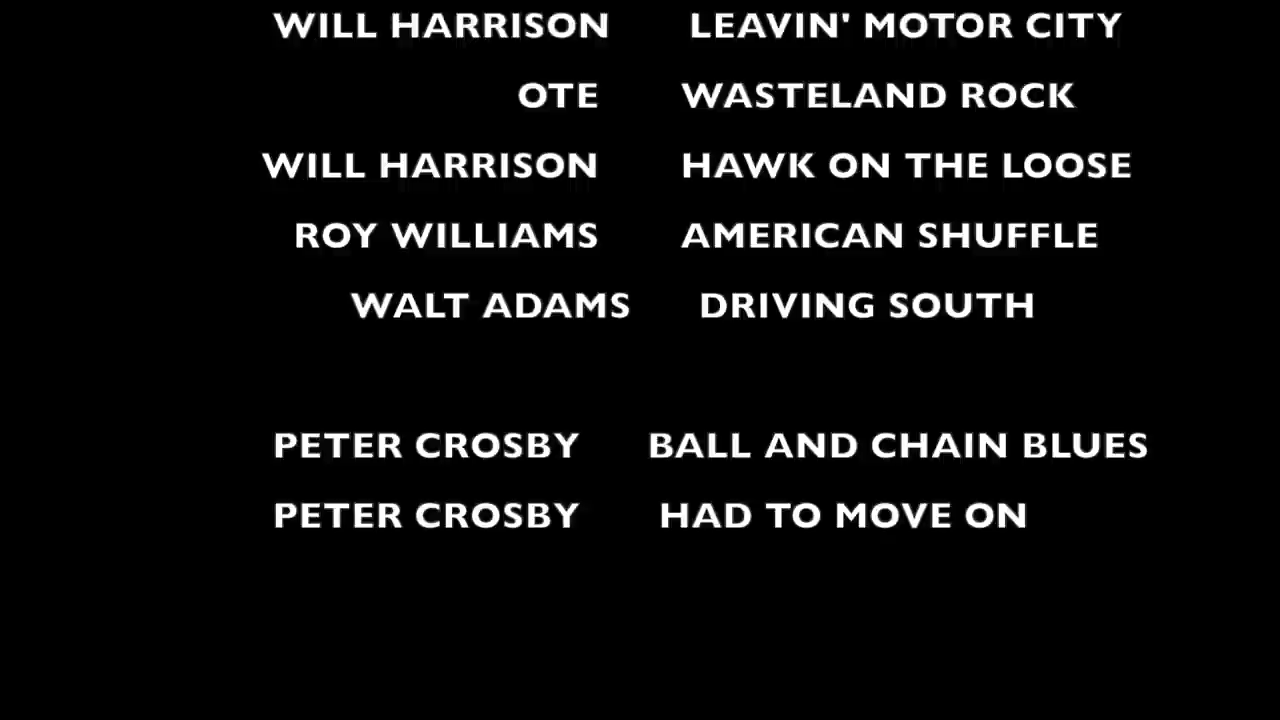 WILL HARRISON LEAVIN' MOTOR CITY
OTE WASTELAND ROCK
WILL HARRISON HAWK ON THE LOOSE
ROY WILLIAMS AMERICAN SHUFFLE
WALT ADAMS DRIVING SOUTH
PETER CROSBY BALL AND CHAIN BLUES
PETER CROSBY HAD TO MOVE ON